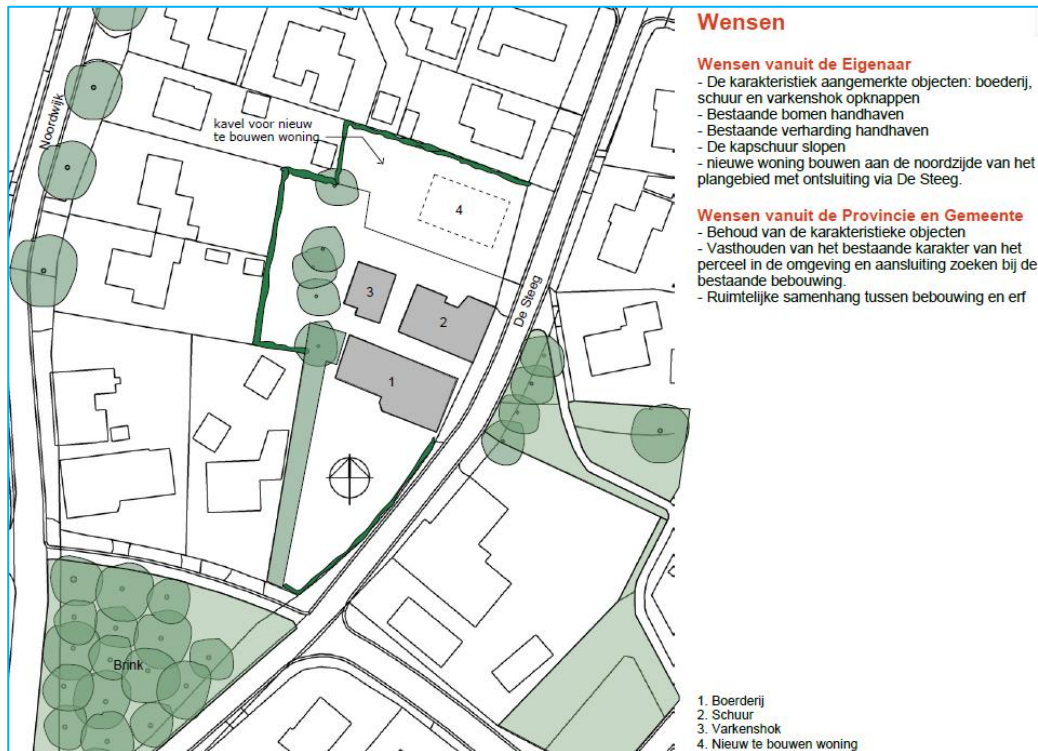 Wensen
Wensen vanuit de Eigenaar
- De karakteristiek aangemerkte objecten: boederij,
schuur en varkenshok opknappen
- Bestaande bomen handhaven
- Bestaande verharding handhaven
- De kapschuur slopen
- nieuwe woning bouwen aan de noordzijde van het
plangebied met ontsluiting via De Steeg.
Wensen vanuit de Provincie en Gemeente
- Behoud van de karakteristieke objecten
- Vasthouden van het bestaande karakter van het
perceel in de omgeving en aansluiting zoeken bij de
bestaande bebouwing.
- Ruimtelijke samenhang tussen bebouwing en erf
Noordwijk
kavel voor nieuw
te bouwen woning
4
3
2
De Steeg
1
Brink
1. Boerderij
2. Schuur
3. Varkenshok
4. Nieuw te bouwen woning